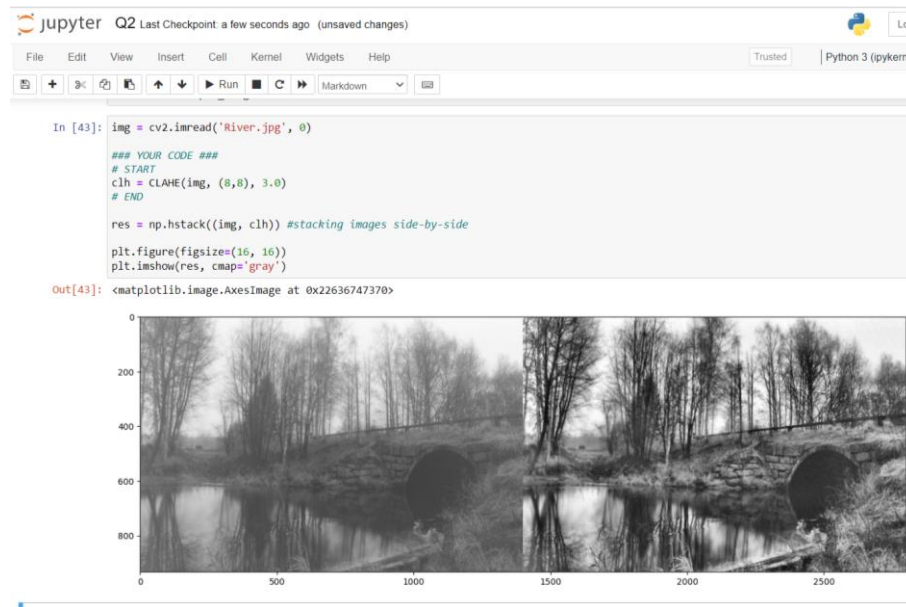 jupyter Q2 Last Checkpoint: a few seconds ago (unsaved changes)
File Edit View Insert Cell Kernel Widgets Help Trusted Python 3 (ipykern
Run Markdown
In [43]: img = cv2.imread('River.jpg', 0)
### YOUR CODE ###
# START
clh = CLAHE(img, (8,8), 3.0)
# END
res = np.hstack((img, clh)) #stacking images side-by-side
plt.figure(figsize=(16, 16))
plt.imshow(res, cmap='gray')
Out[43]: <matplotlib.image.AxesImage at 0x22636747370>
0
200
400
600
800
0 500 1000 1500 2000 2500